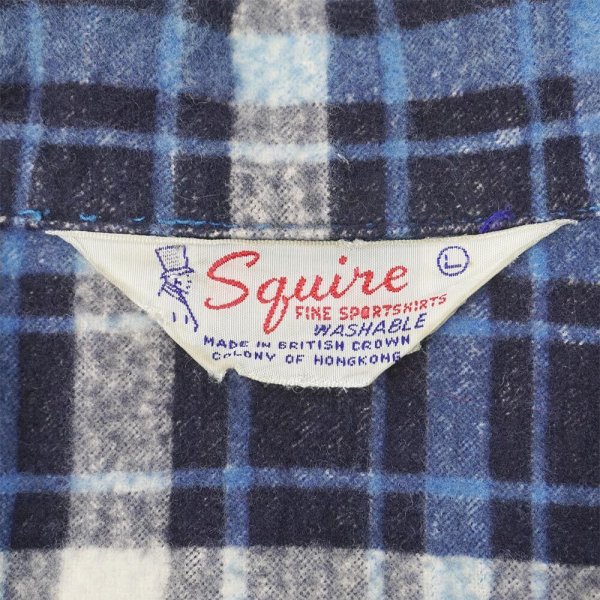 Squire
L
FINE SPORTSHIRTS
WASHABLE
MADE IN BRITISH CROWN
COLONY OF HONGKONG